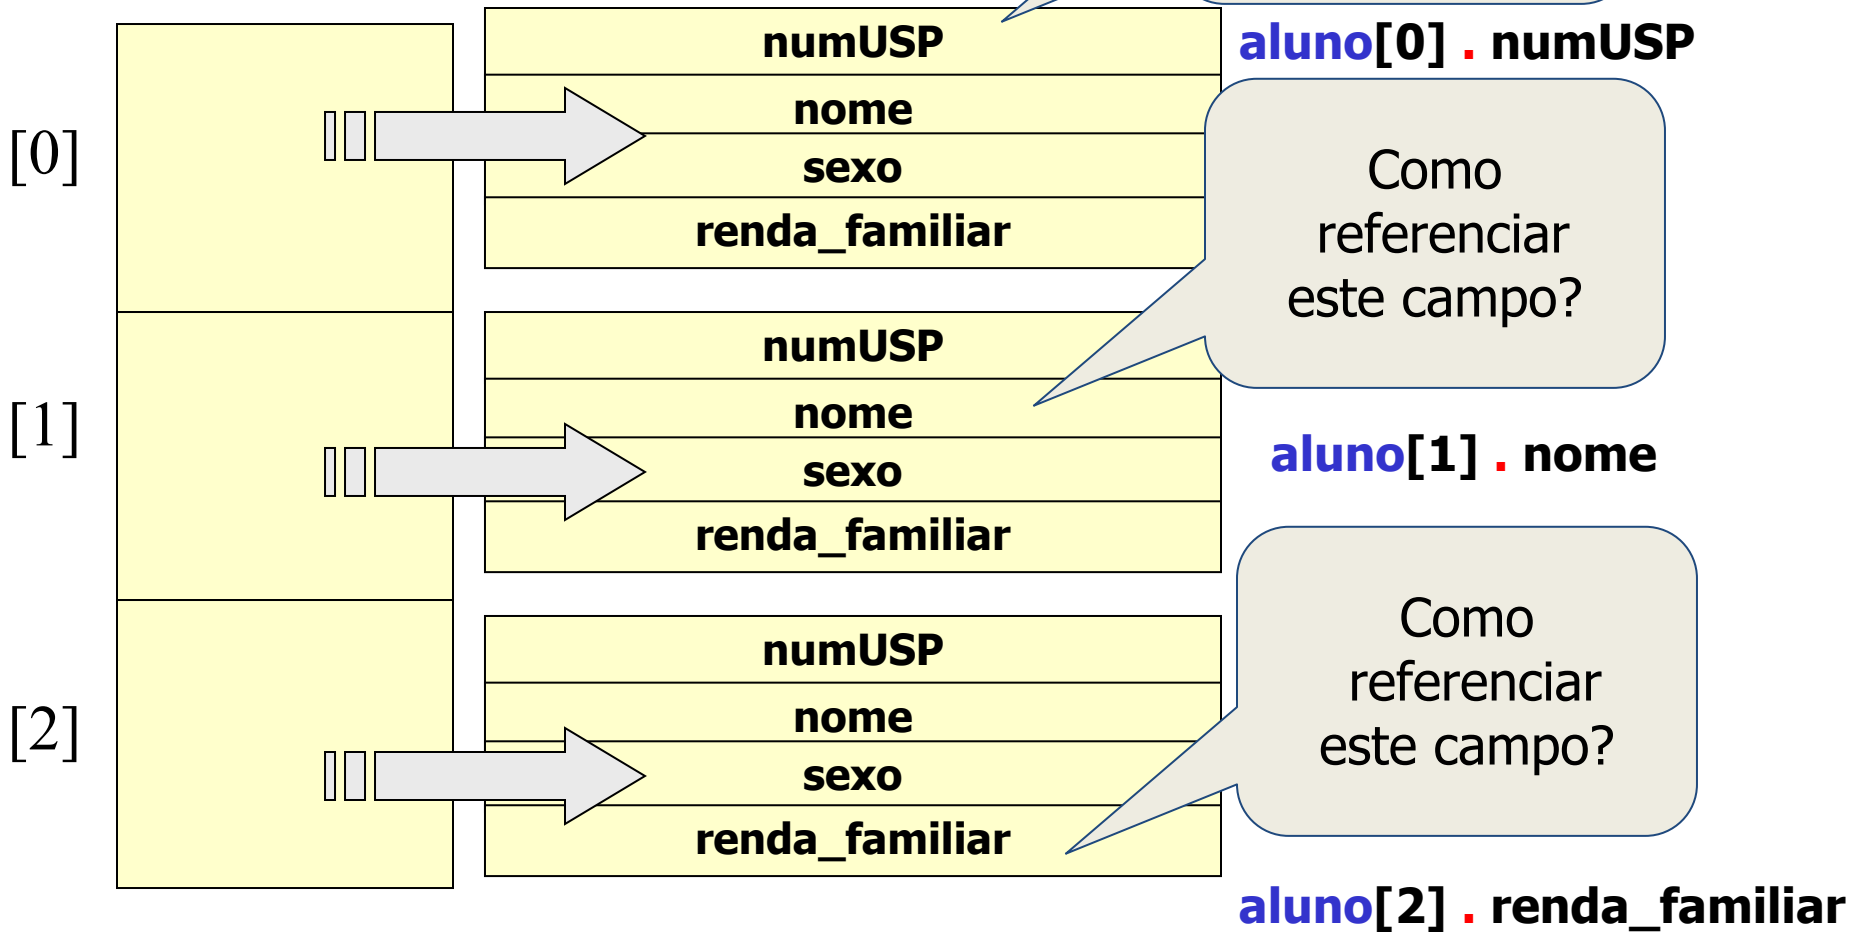 numUSP
aluno[0] . numUSP
[0]
nome
sexo
renda_familiar
Como
referenciar
este campo?
[1]
numUSP
nome
sexo
renda_familiar
aluno[1] . nome
[2]
numUSP
nome
sexo
renda_familiar
Como
referenciar
este campo?
aluno[2] . renda_familiar